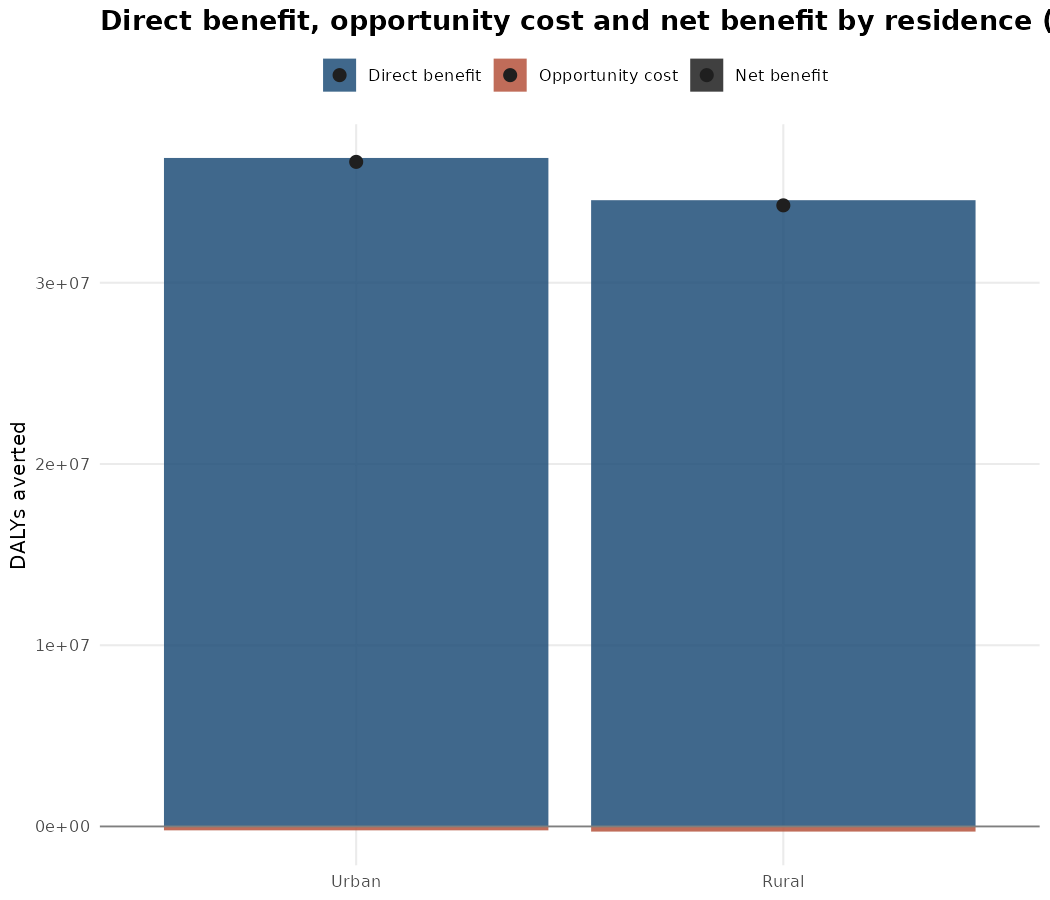 Direct benefit, opportunity cost and net benefit by residence (
Direct benefit Opportunity cost Net benefit
DALYs averted
3e+07
2e+07
1e+07
0e+00
Urban Rural